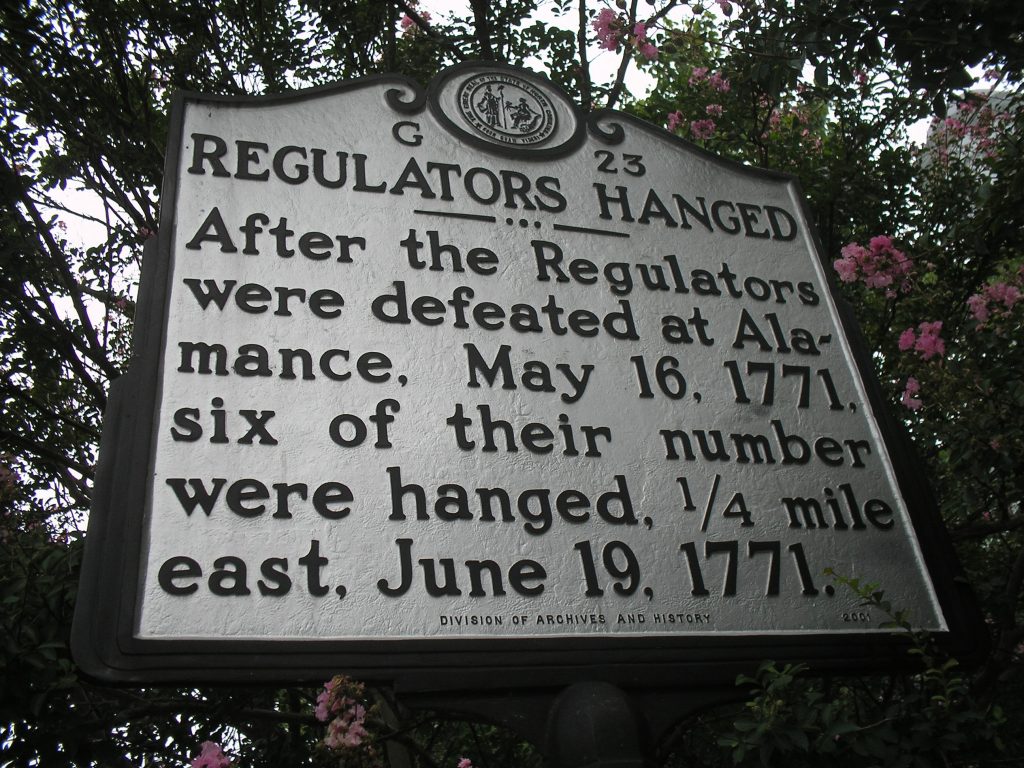 G 23
REGULATORS HANGED
After the Regulators
were defeated at Ala-
mance, May 16, 1771,
six of their number
were hanged, 1/4 mile
east, June 19, 1771.
DIVISION OF ARCHIVES AND HISTORY 2001